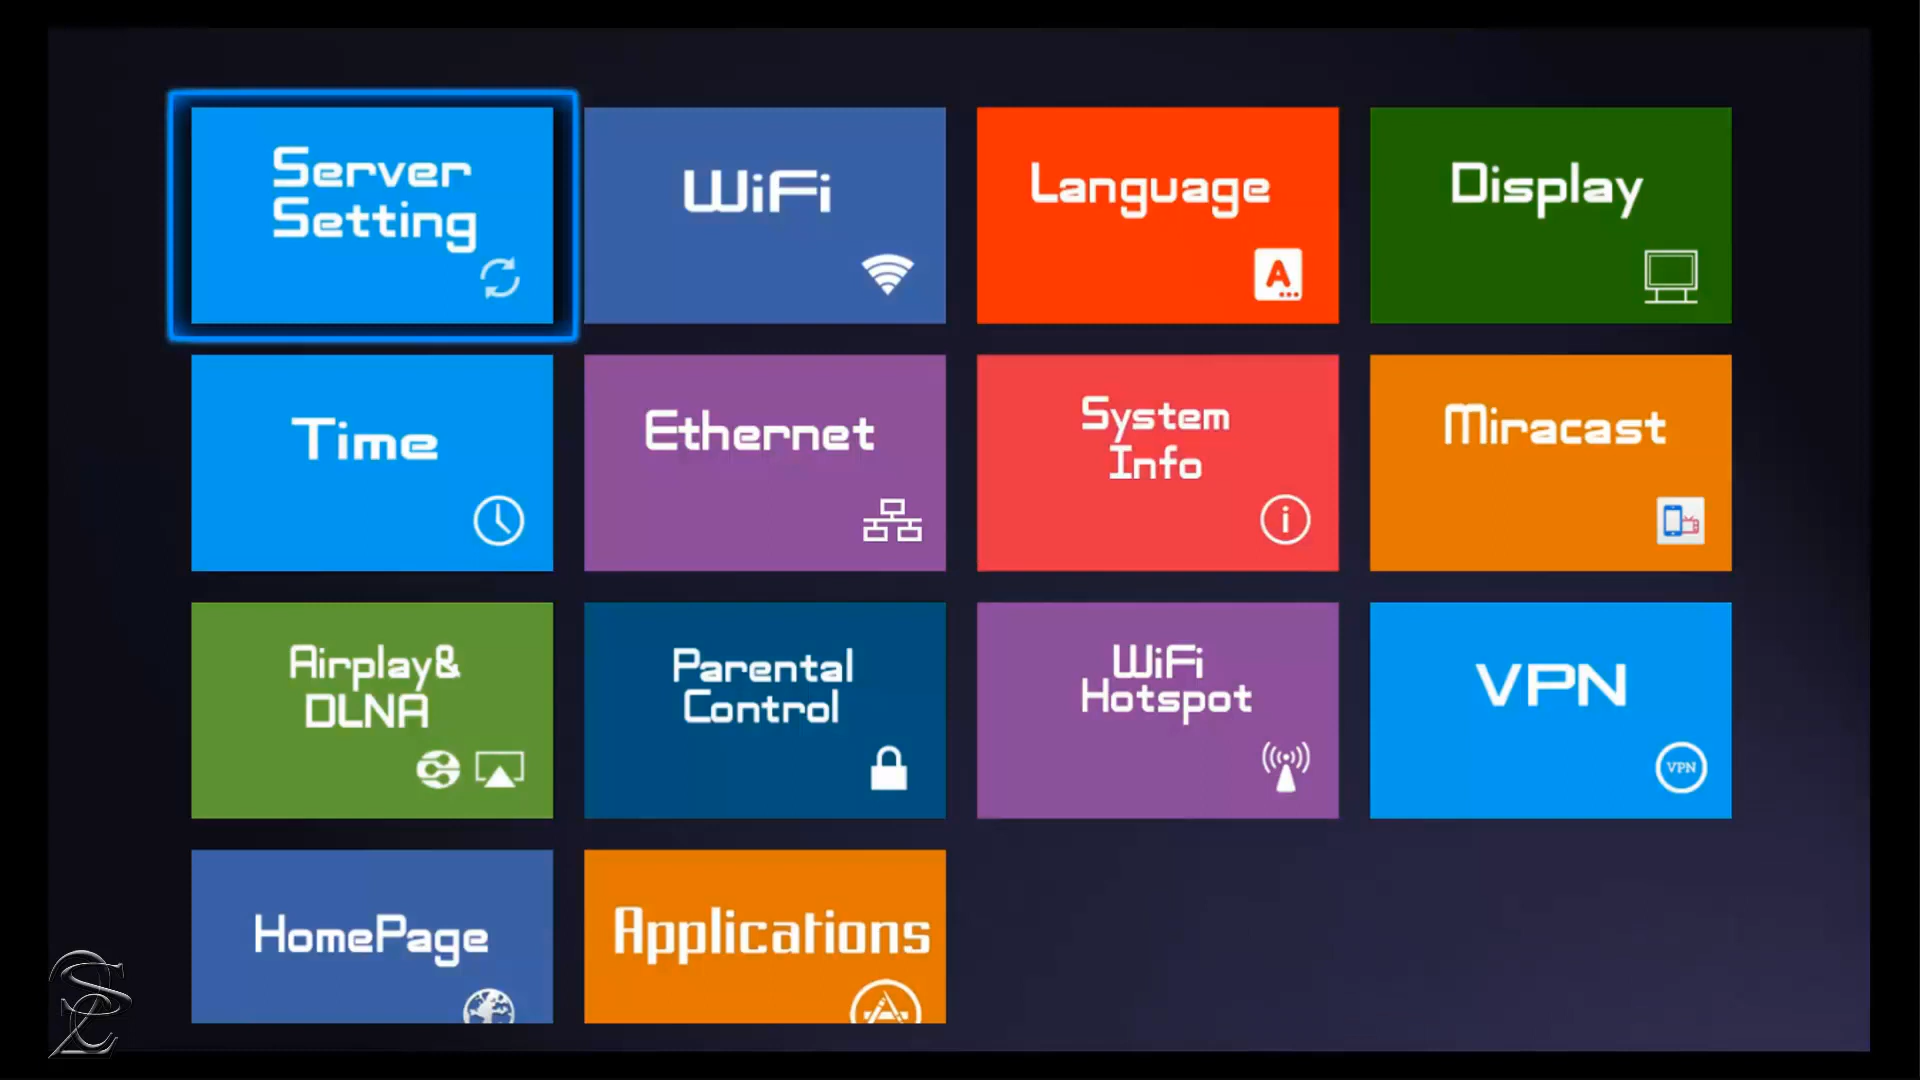 Server
Setting
WiFi
Language
A
Display
Time
Ethernet
System
Info
i
Miracast
Airplay&
DLNA
Parental
Control
WiFi
Hotspot
VPN
VPN
HomePage
Applications